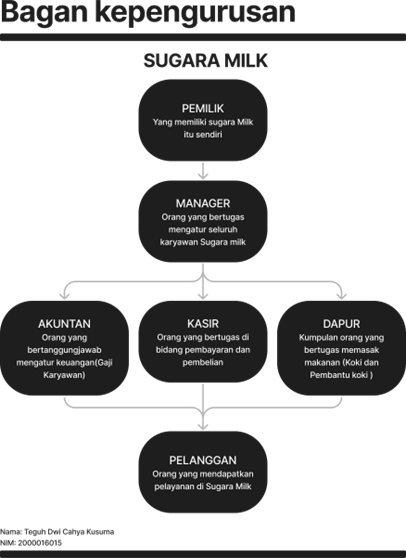 Bagan kepengurusan
SUGARA MILK
PEMILIK
Yang memiliki sugara Milk
itu sendiri
MANAGER
Orang yang bertugas
mengatur seluruh
karyawan Sugara milk
AKUNTAN
Orang yang
bertanggungjawab
mengatur keuangan(Gaji
Karyawan)
KASIR
Orang yang bertugas di
bidang pembayaran dan
pembelian
DAPUR
Kumpulan orang yang
bertugas memasak
makanan (Koki dan
Pembantu koki )
PELANGGAN
Orang yang mendapatkan
pelayanan di Sugara Milk
Nama: Teguh Dwi Cahya Kusuma
NIM: 2000016015